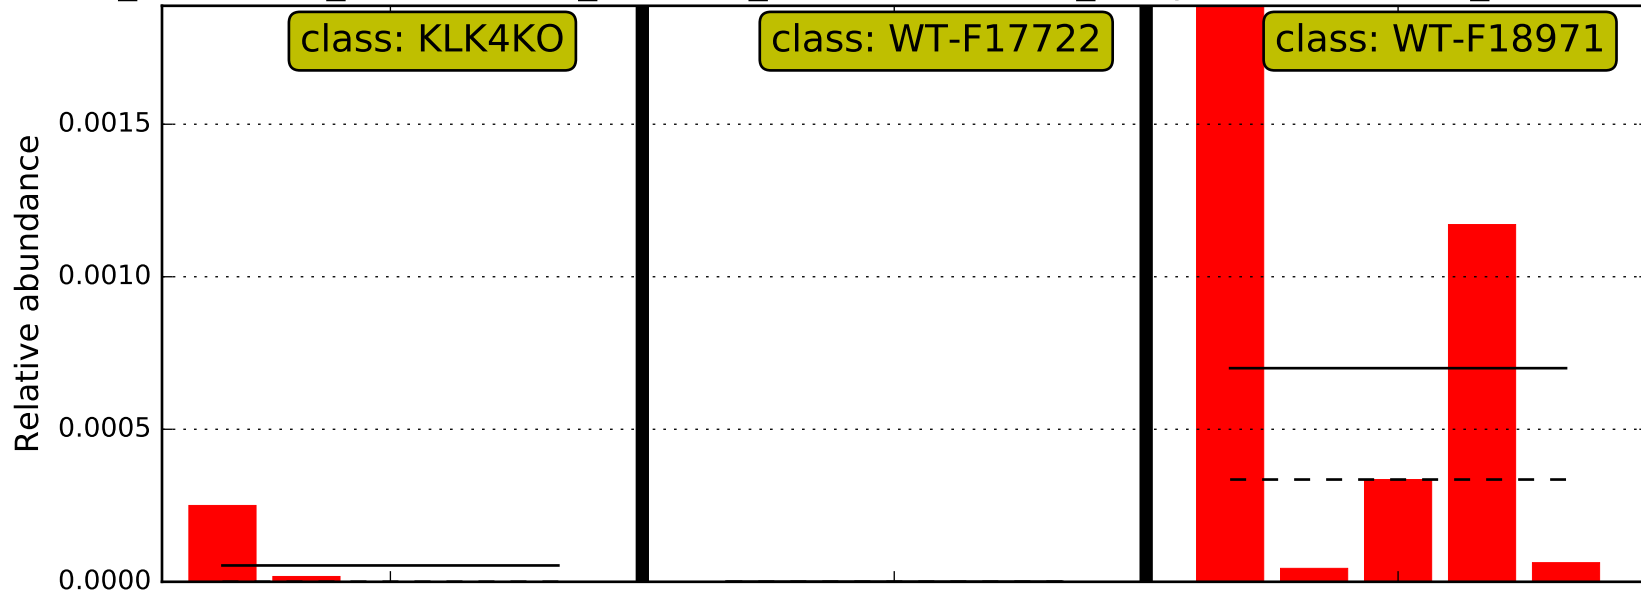 class: KLK4KO
class: WT-F17722
class: WT-F18971
0.0015
0.0010
0.0005
0.0000
Relative abundance